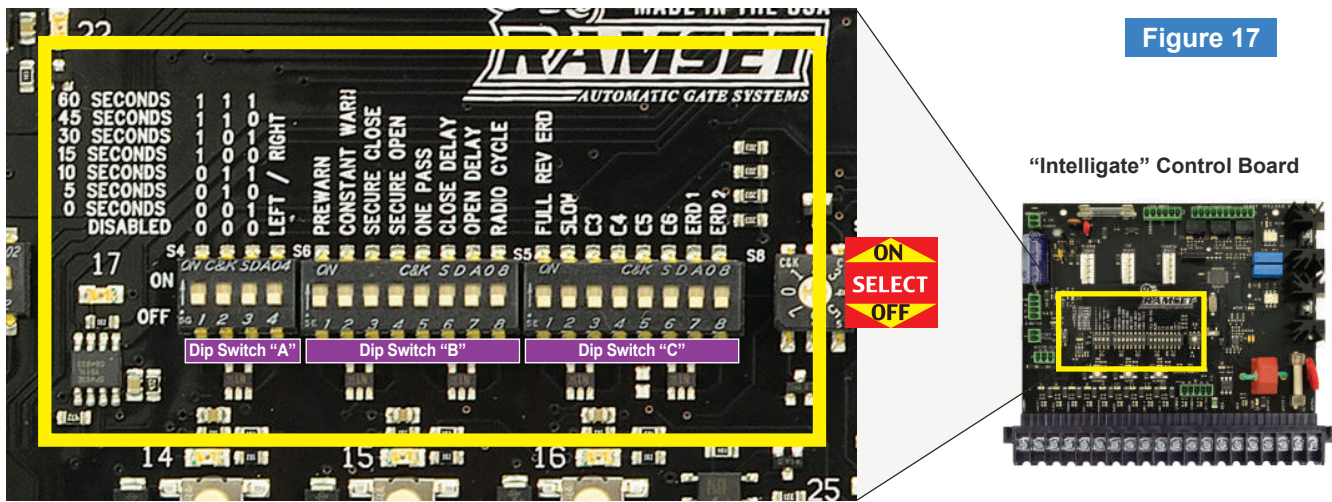 MADE IN THE USA
Figure 17
22
RAMSET
AUTOMATIC GATE SYSTEMS
“Intelligate” Control Board
60 SECONDS 1 1 1
45 SECONDS 1 1 0
30 SECONDS 1 0 1
15 SECONDS 1 0 0
10 SECONDS 0 1 1
5 SECONDS 0 1 0
0 SECONDS 0 0 1
DISABLED 0 0 0
LEFT / RIGHT
PREWARN
CONSTANT WARN
SECURE CLOSE
SECURE OPEN
ONE PASS
CLOSE DELAY
OPEN DELAY
RADIO CYCLE
FULL REV ERD
SLOW
C3
C4
C5
C6
ERD 1
ERD 2
S4
S6
S5
S8
17
ON
OFF
ON C&K SDA04
1 2 3 4
ON C&K SDA08
1 2 3 4 5 6 7 8
ON C&K SDA08
1 2 3 4 5 6 7 8
C&K
ON
SELECT
OFF
Dip Switch “A”
Dip Switch “B”
Dip Switch “C”
14
15
16
25
RAMSET